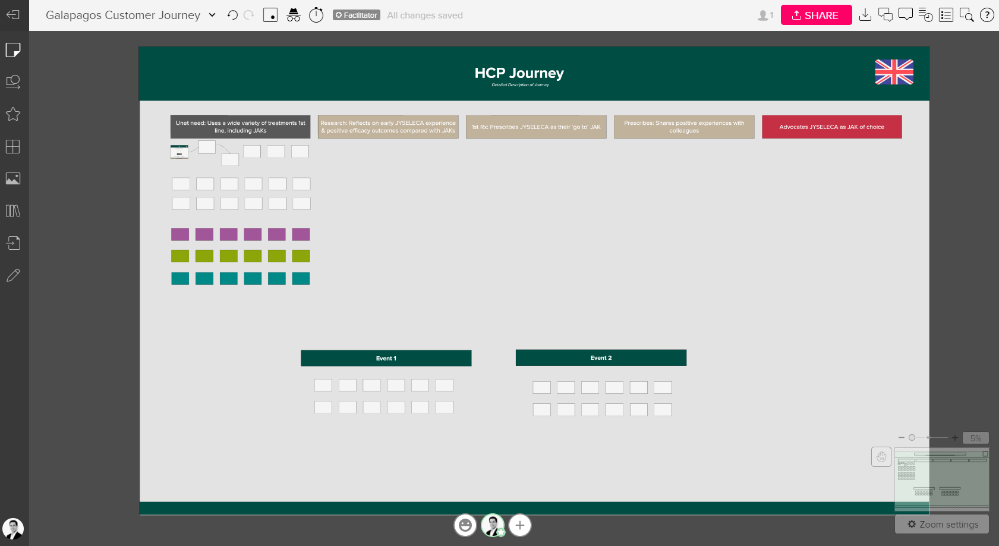 Galapagos Customer Journey
Facilitator
All changes saved
1
SHARE
?
HCP Journey
Detailed Description of Journey
Unet need: Uses a wide variety of treatments 1st
line, including JAKs
Research: Reflects on early JYSELECA experience
& positive efficacy outcomes compared with JAKs
1st Rx: Prescribes JYSELECA as their 'go to' JAK
Prescribes: Shares positive experiences with
colleagues
Advocates JYSELECA as JAK of choice
Event 1
Event 2
5%
Zoom settings